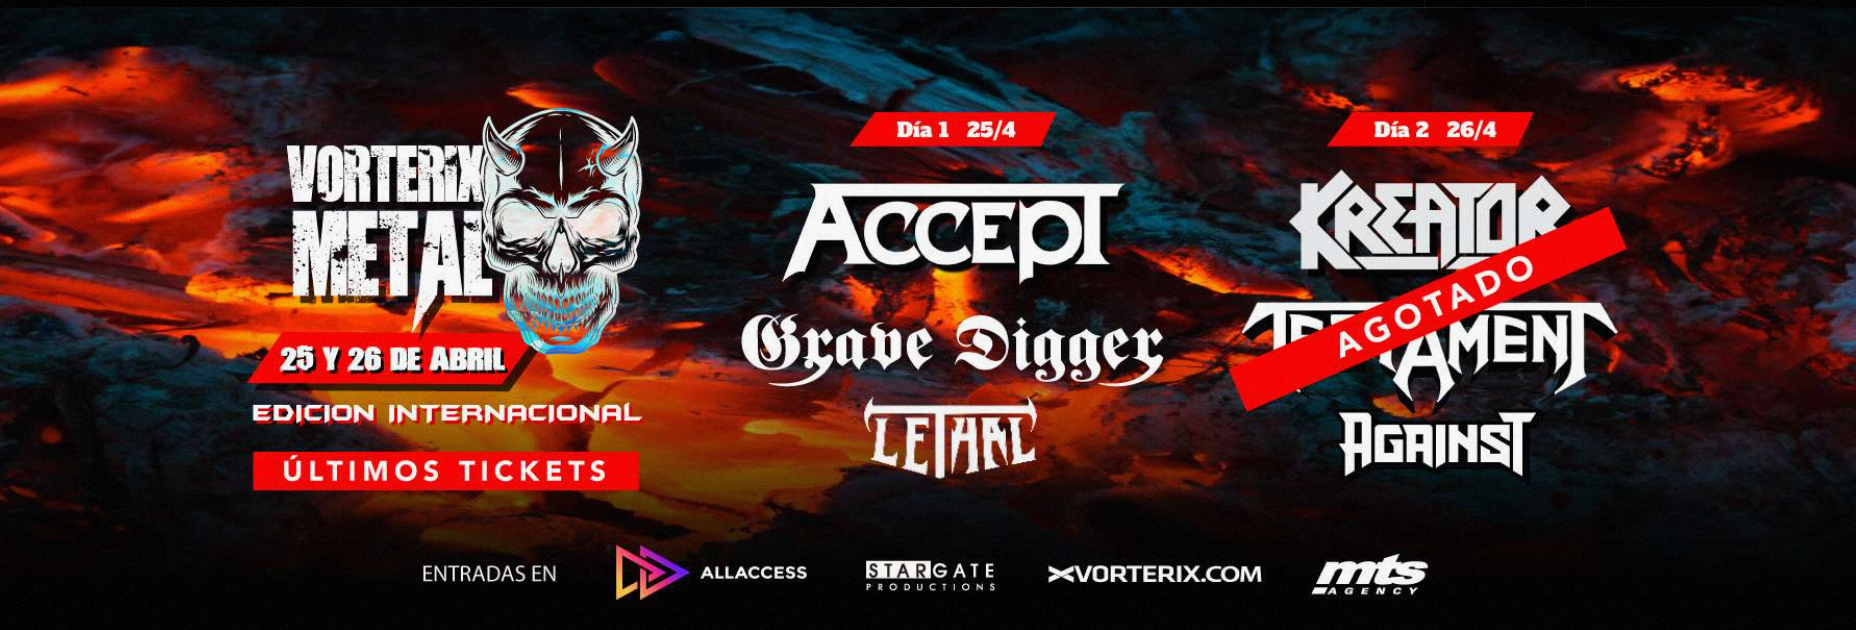 VORTERIX
METAL
25 Y 26 DE ABRIL
EDICION INTERNACIONAL
ÚLTIMOS TICKETS
Día 1 25/4
ACCEPT
Grave Digger
LETHAL
Día 2 26/4
KREATOR
AGOTADO
TESTAMENT
AGAINST
ENTRADAS EN
ALLACCESS
STARGATE
PRODUCTIONS
VORTERIX.COM
mts
AGENCY